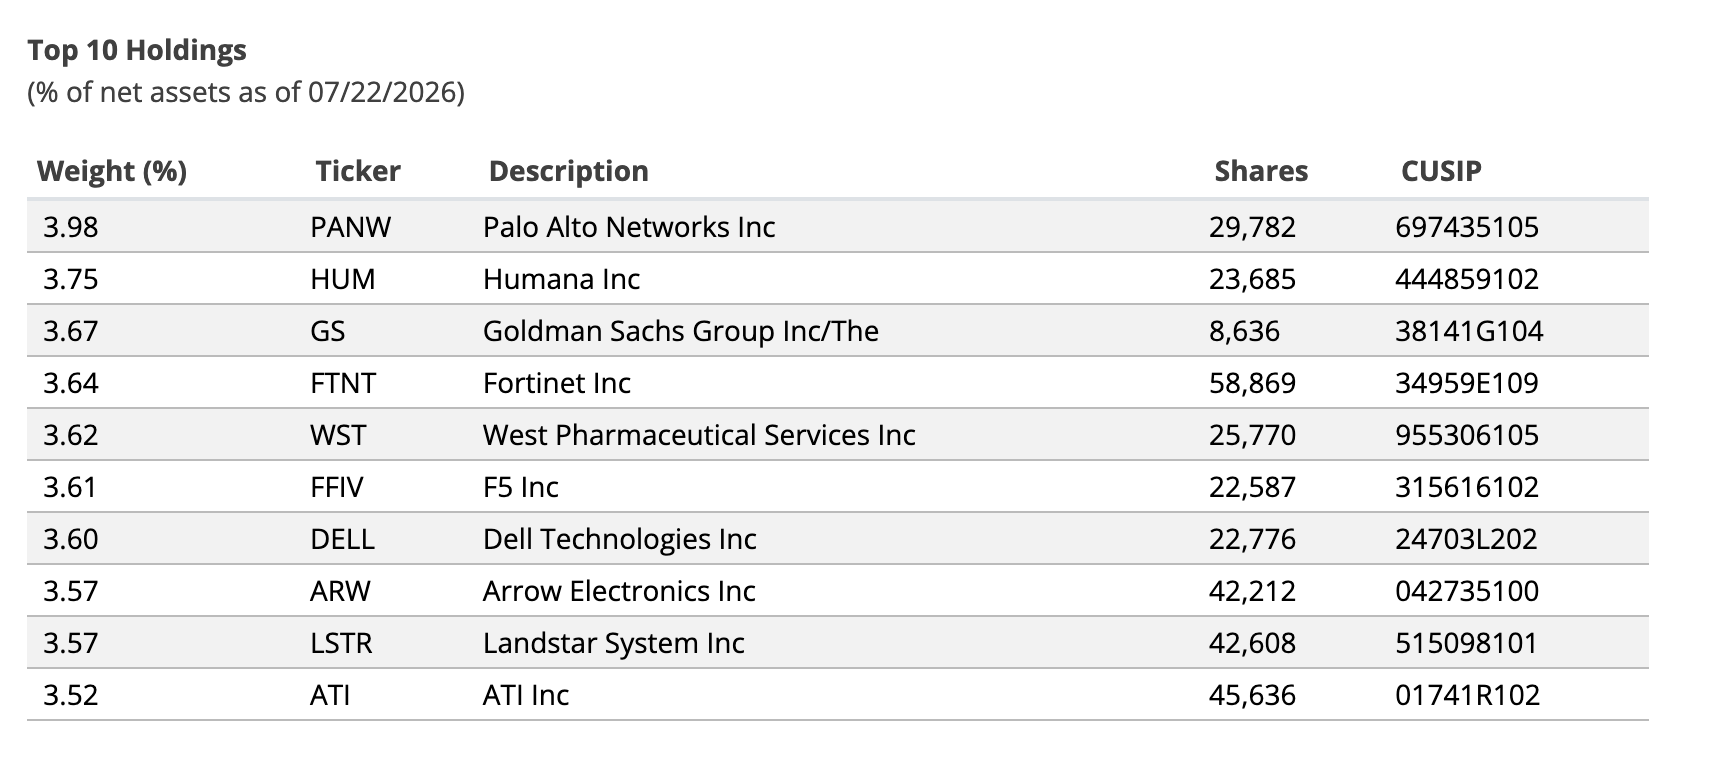 Top 10 Holdings
(% of net assets as of 07/22/2026)
Weight (%) Ticker Description Shares CUSIP
3.98 PANW Palo Alto Networks Inc 29,782 697435105
3.75 HUM Humana Inc 23,685 444859102
3.67 GS Goldman Sachs Group Inc/The 8,636 38141G104
3.64 FTNT Fortinet Inc 58,869 34959E109
3.62 WST West Pharmaceutical Services Inc 25,770 955306105
3.61 FFIV F5 Inc 22,587 315616102
3.60 DELL Dell Technologies Inc 22,776 24703L202
3.57 ARW Arrow Electronics Inc 42,212 042735100
3.57 LSTR Landstar System Inc 42,608 515098101
3.52 ATI ATI Inc 45,636 01741R102